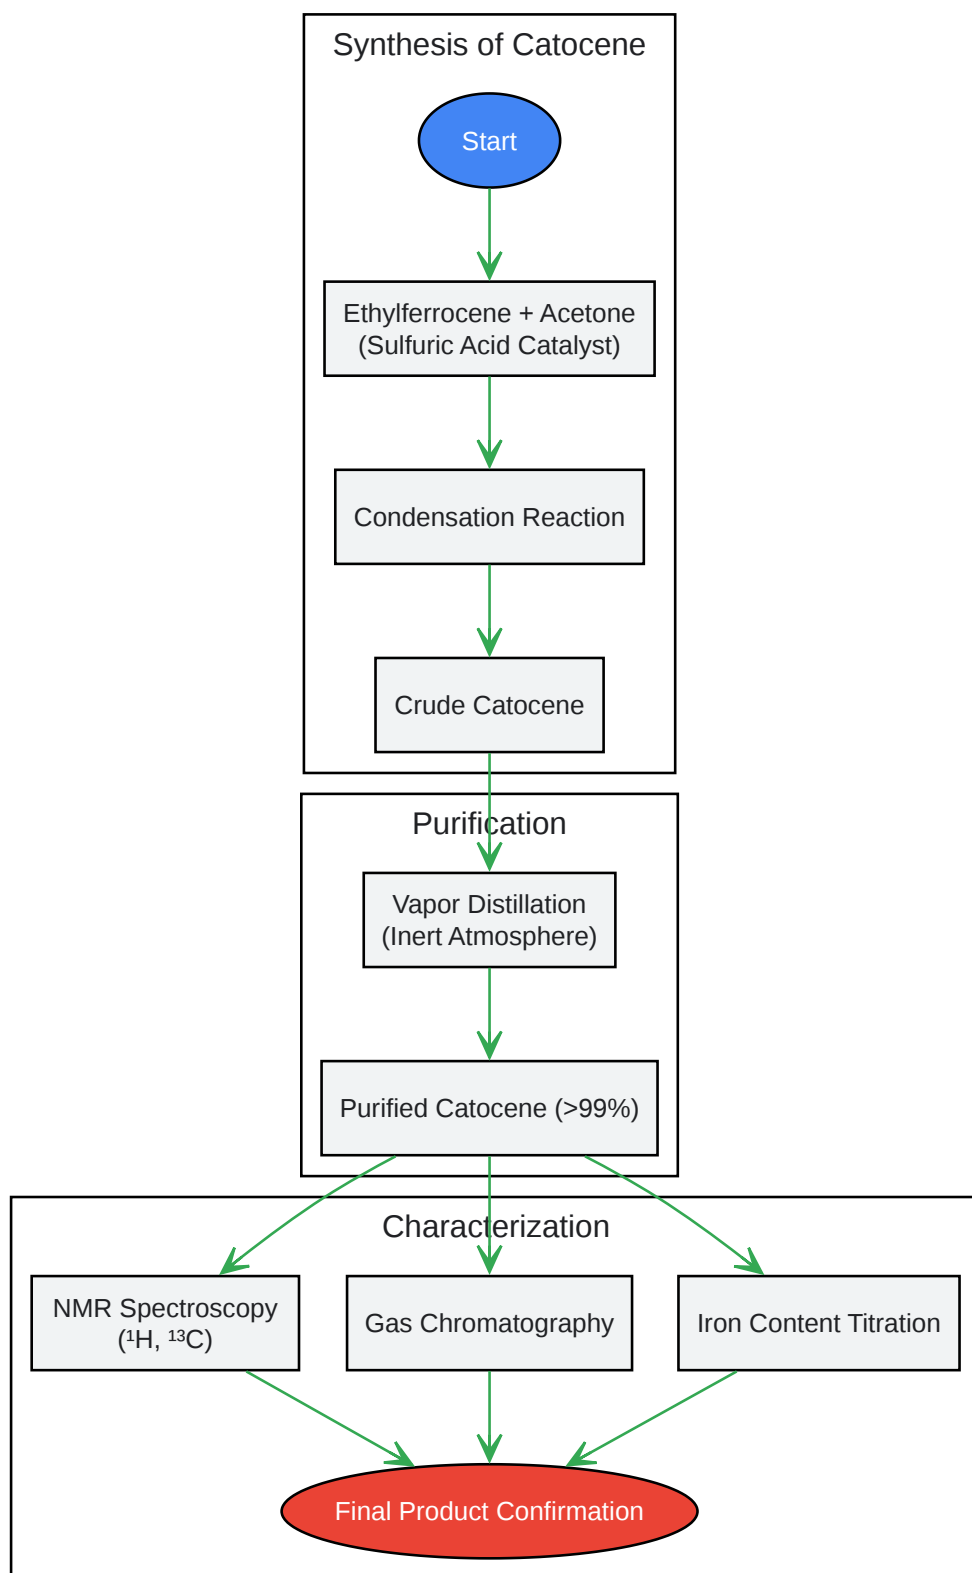 Synthesis of Catocene
Start
Ethylferrocene + Acetone
(Sulfuric Acid Catalyst)
Condensation Reaction
Crude Catocene
Purification
Vapor Distillation
(Inert Atmosphere)
Purified Catocene (>99%)
Characterization
NMR Spectroscopy
(¹H, ¹³C)
Gas Chromatography
Iron Content Titration
Final Product Confirmation